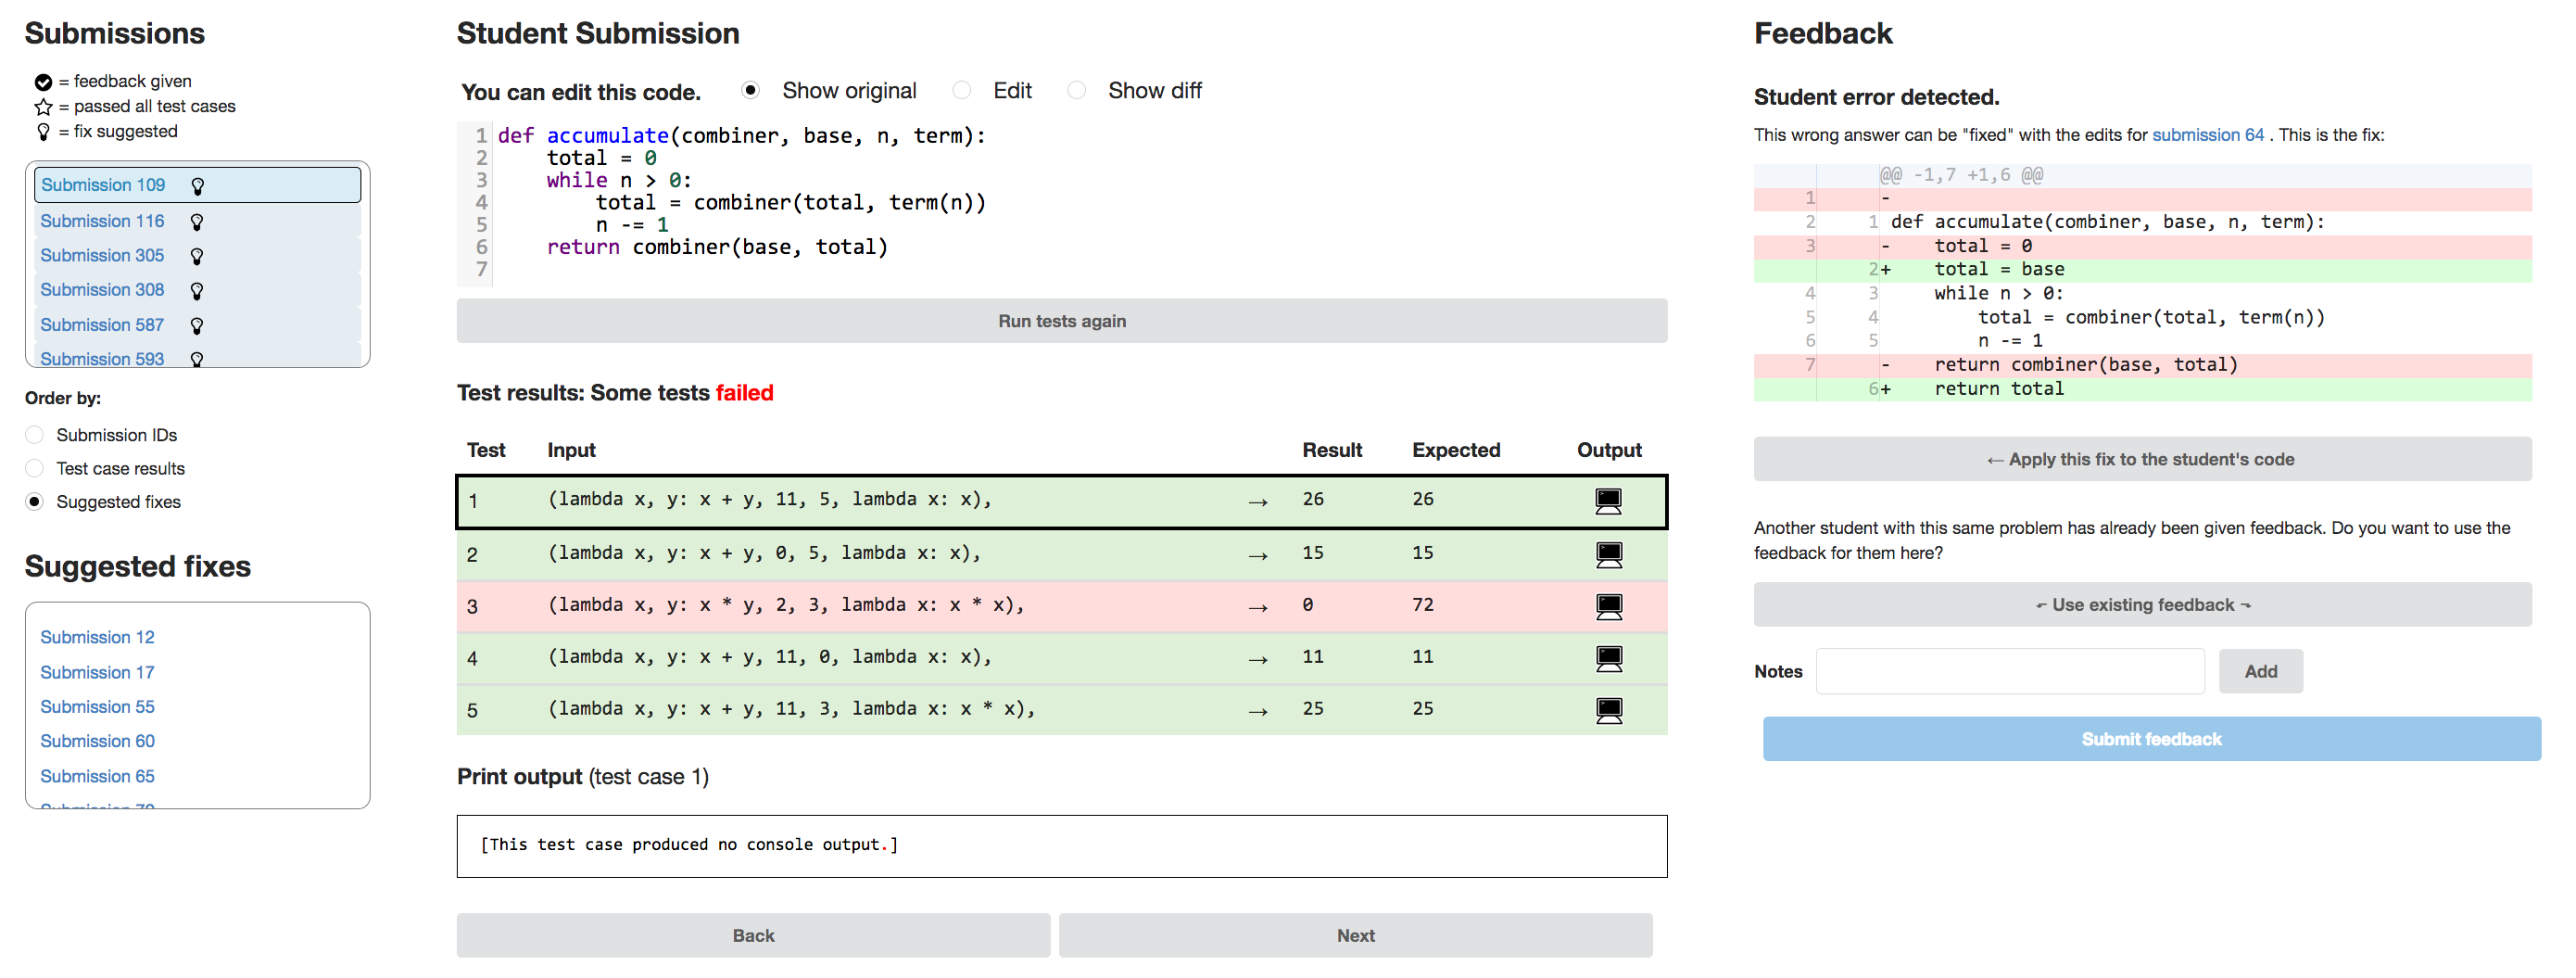 Submissions
= feedback given
= passed all test cases
= fix suggested
Submission 109
Submission 116
Submission 305
Submission 308
Submission 587
Submission 593
Order by:
Submission IDs
Test case results
Suggested fixes
Suggested fixes
Submission 12
Submission 17
Submission 55
Submission 60
Submission 65
Student Submission
You can edit this code. Show original Edit Show diff
1 def accumulate(combiner, base, n, term):
2     total = 0
3     while n > 0:
4         total = combiner(total, term(n))
5         n -= 1
6     return combiner(base, total)
7
Run tests again
Test results: Some tests failed
Test Input Result Expected Output
1 (lambda x, y: x + y, 11, 5, lambda x: x), → 26 26
2 (lambda x, y: x + y, 0, 5, lambda x: x), → 15 15
3 (lambda x, y: x * y, 2, 3, lambda x: x * x), → 0 72
4 (lambda x, y: x + y, 11, 0, lambda x: x), → 11 11
5 (lambda x, y: x + y, 11, 3, lambda x: x * x), → 25 25
Print output (test case 1)
[This test case produced no console output.]
Back Next
Feedback
Student error detected.
This wrong answer can be "fixed" with the edits for submission 64 . This is the fix:
@@ -1,7 +1,6 @@
1 -
2 1 def accumulate(combiner, base, n, term):
3 -    total = 0
2+    total = base
4 3     while n > 0:
5 4         total = combiner(total, term(n))
6 5         n -= 1
7 -    return combiner(base, total)
6+    return total
← Apply this fix to the student's code
Another student with this same problem has already been given feedback. Do you want to use the
feedback for them here?
Use existing feedback
Notes Add
Submit feedback